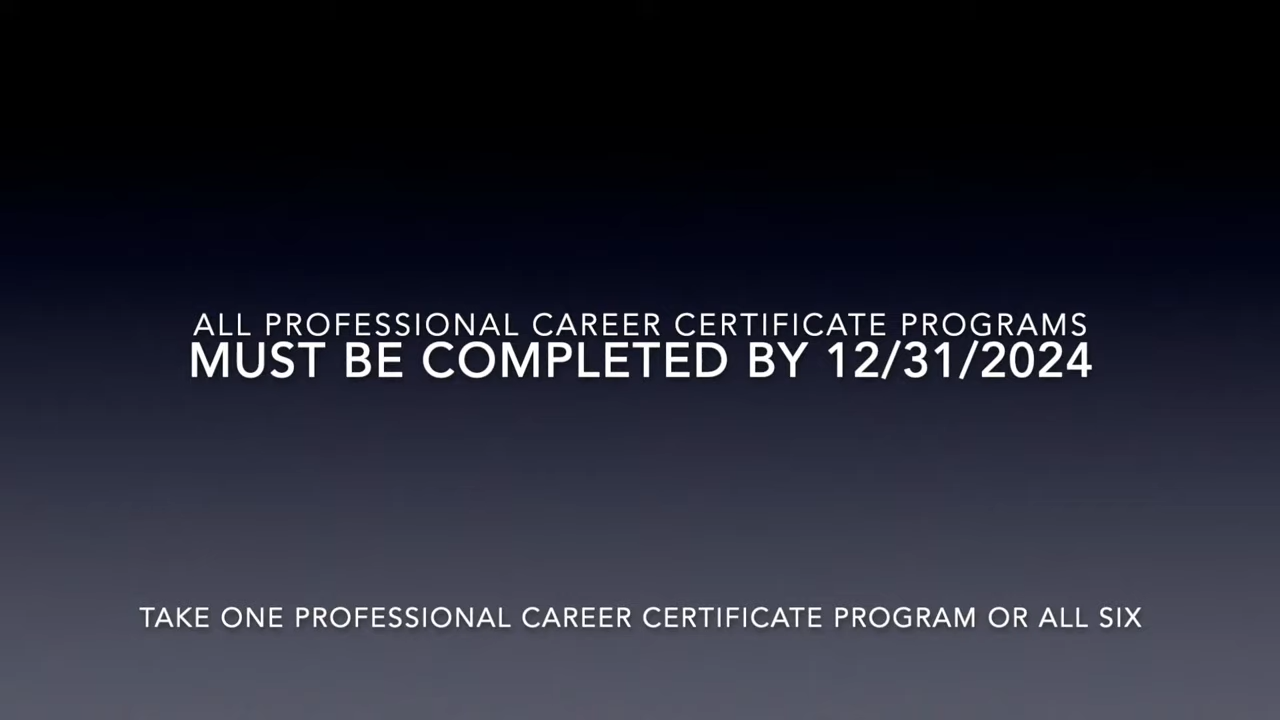 ALL PROFESSIONAL CAREER CERTIFICATE PROGRAMS
MUST BE COMPLETED BY 12/31/2024
TAKE ONE PROFESSIONAL CAREER CERTIFICATE PROGRAM OR ALL SIX